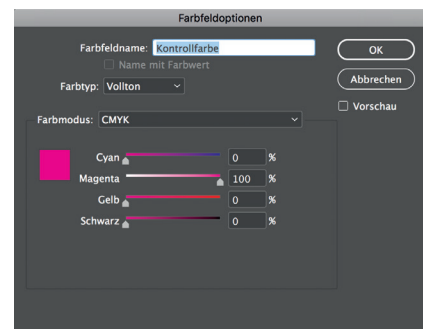 Farbfeldoptionen
Farbfeldname: Kontrollfarbe
Name mit Farbwert
Farbtyp: Vollton
Farbmodus: CMYK
Cyan 0 %
Magenta 100 %
Gelb 0 %
Schwarz 0 %
OK
Abbrechen
Vorschau